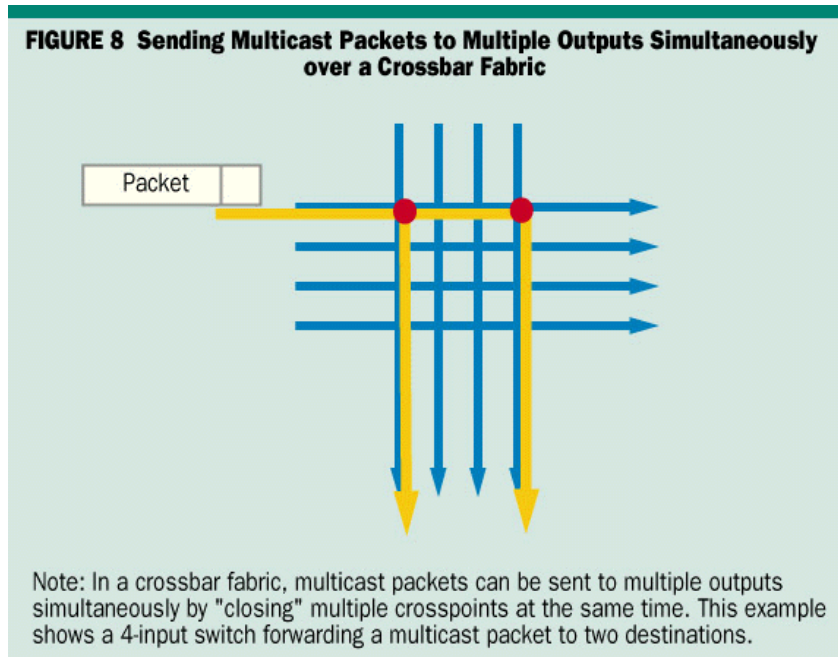 FIGURE 8 Sending Multicast Packets to Multiple Outputs Simultaneously
over a Crossbar Fabric
Packet
Note: In a crossbar fabric, multicast packets can be sent to multiple outputs
simultaneously by "closing" multiple crosspoints at the same time. This example
shows a 4-input switch forwarding a multicast packet to two destinations.